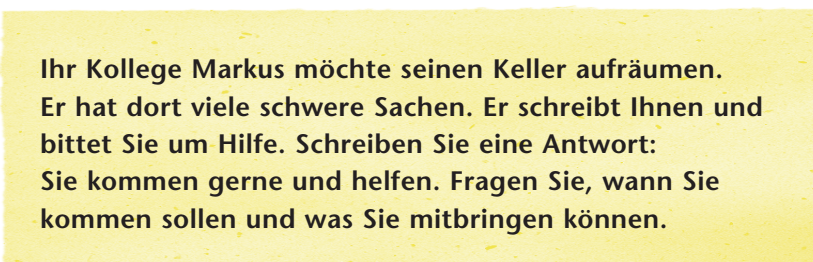 Ihr Kollege Markus möchte seinen Keller aufräumen.
Er hat dort viele schwere Sachen. Er schreibt Ihnen und
bittet Sie um Hilfe. Schreiben Sie eine Antwort:
Sie kommen gerne und helfen. Fragen Sie, wann Sie
kommen sollen und was Sie mitbringen können.